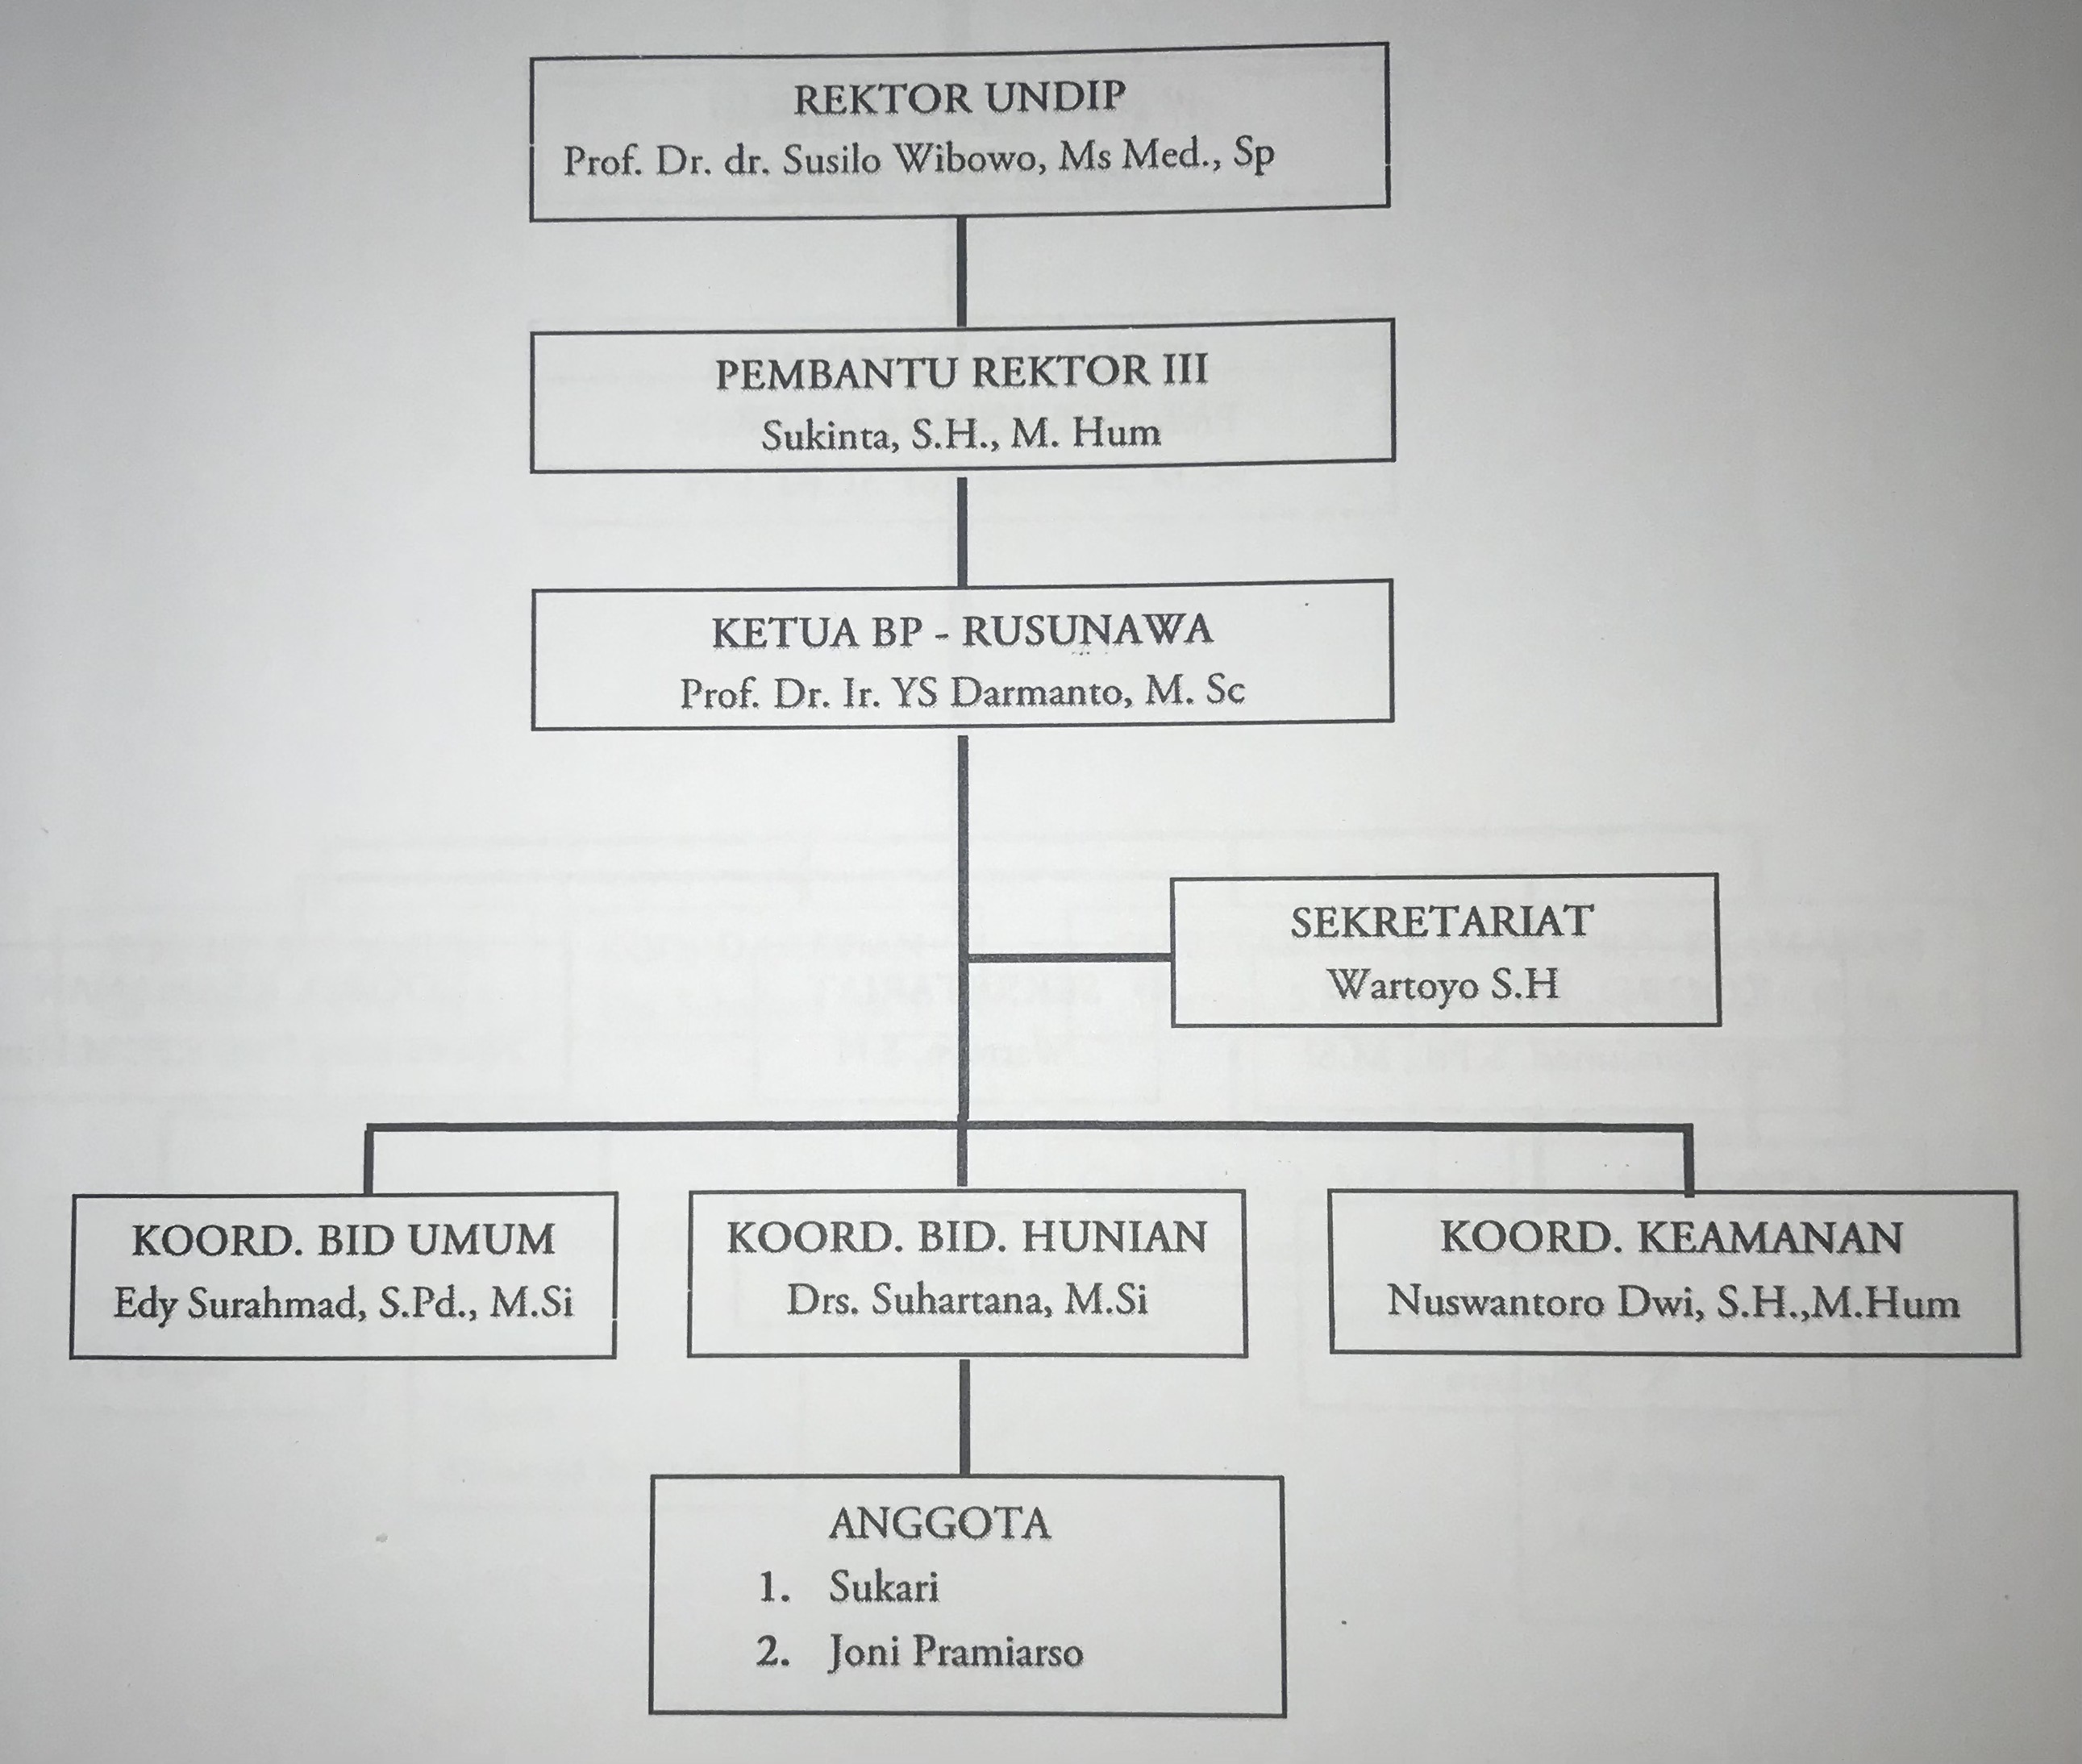 REKTOR UNDIP
Prof. Dr. dr. Susilo Wibowo, Ms Med., Sp
PEMBANTU REKTOR III
Sukinta, S.H., M. Hum
KETUA BP - RUSUNAWA
Prof. Dr. Ir. YS Darmanto, M. Sc
SEKRETARIAT
Wartoyo S.H
KOORD. BID UMUM
Edy Surahmad, S.Pd., M.Si
KOORD. BID. HUNIAN
Drs. Suhartana, M.Si
KOORD. KEAMANAN
Nuswantoro Dwi, S.H.,M.Hum
ANGGOTA
1. Sukari
2. Joni Pramiarso